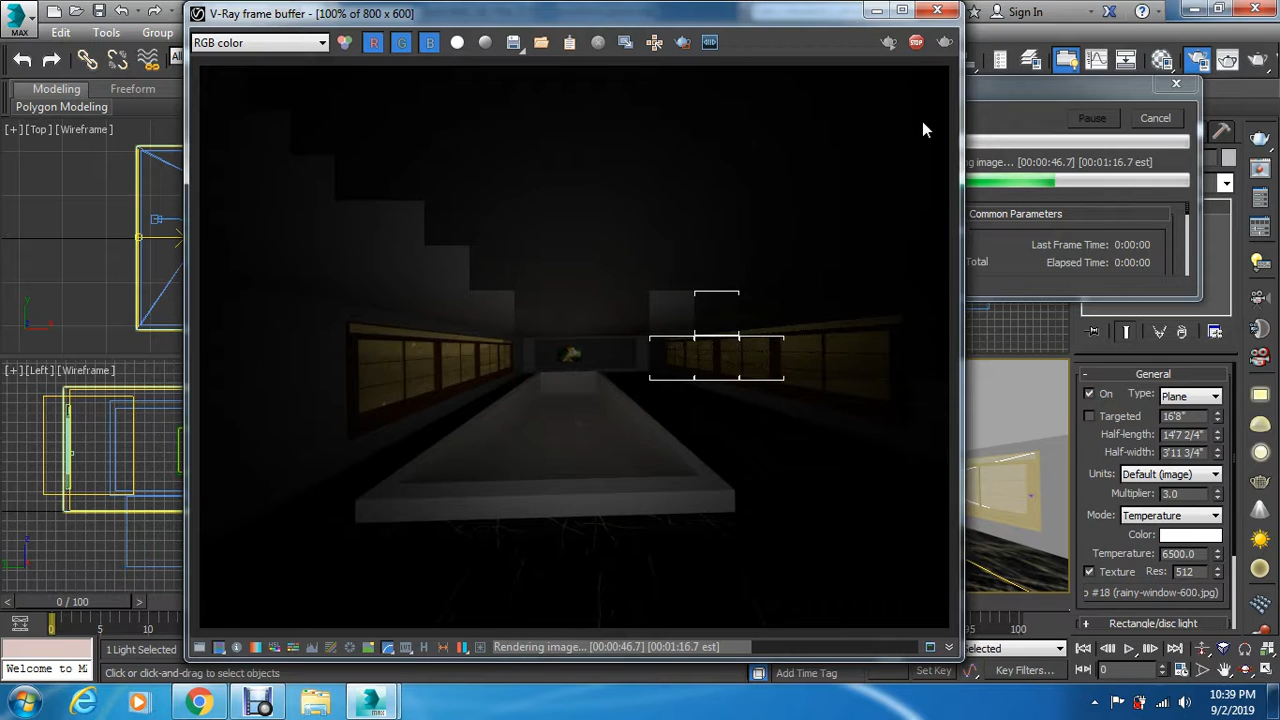 V-Ray frame buffer - [100% of 800 x 600]
Sign In
MAX
Edit
Tools
Group
RGB color
R
G
B
STOP
All
Modeling
Freeform
Polygon Modeling
Pause
Cancel
[+] [Top] [Wireframe]
ng image... [00:00:46.7] [00:01:16.7 est]
Common Parameters
Last Frame Time: 0:00:00
Total
Elapsed Time: 0:00:00
[+] [Left] [Wireframe]
- General
On Type: Plane
Targeted 16'8"
Half-length: 14'7 2/4"
Half-width: 3'11 3/4"
Units: Default (image)
Multiplier: 3.0
Mode: Temperature
Color:
Temperature: 6500.0
Texture Res: 512
p #18 (rainy-window-600.jpg)
+ Rectangle/disc light
0 / 100
0
10
H
Rendering image... [00:00:46.7] [00:01:16.7 est]
100
1 Light Selected
Selected
0
Welcome to M
Click or click-and-drag to select objects
Add Time Tag
Set Key
Key Filters...
10:39 PM
9/2/2019